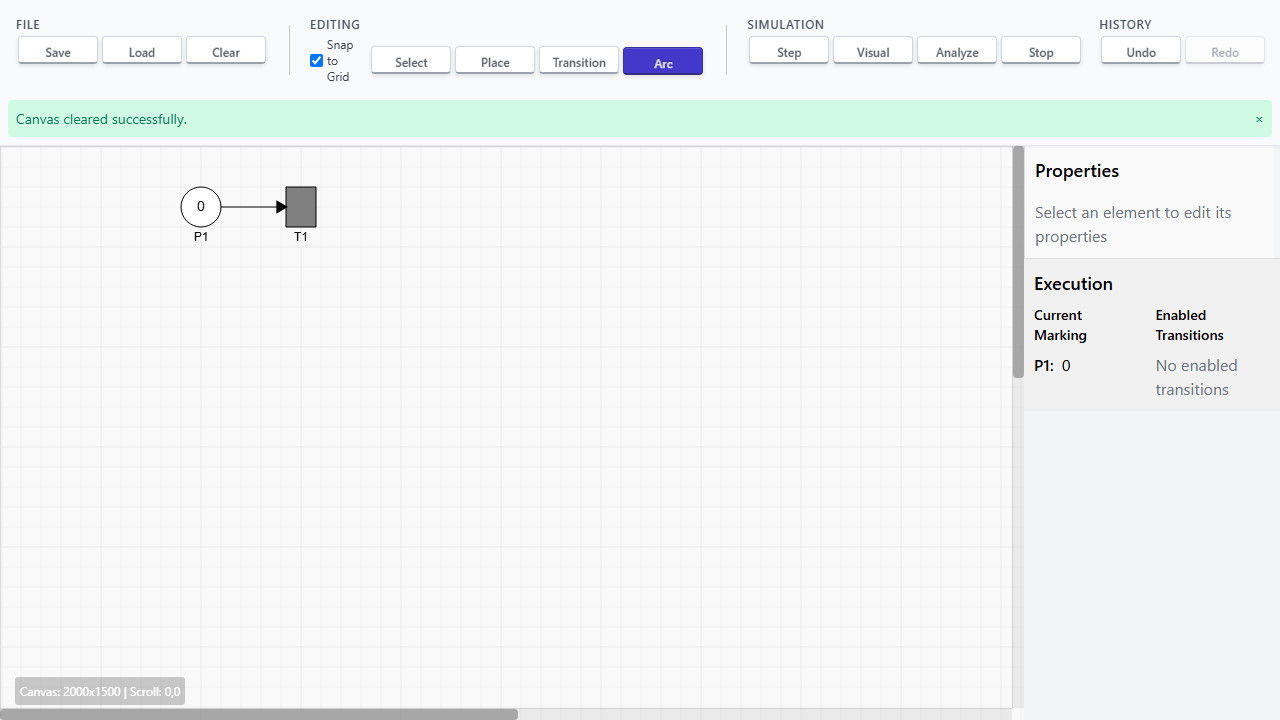 FILE
Save
Load
Clear
EDITING
Snap
to
Grid
Select
Place
Transition
Arc
SIMULATION
Step
Visual
Analyze
Stop
HISTORY
Undo
Redo
Canvas cleared successfully.
×
0
P1
T1
Properties
Select an element to edit its
properties
Execution
Current
Marking
Enabled
Transitions
P1: 0
No enabled
transitions
Canvas: 2000x1500 | Scroll: 0,0